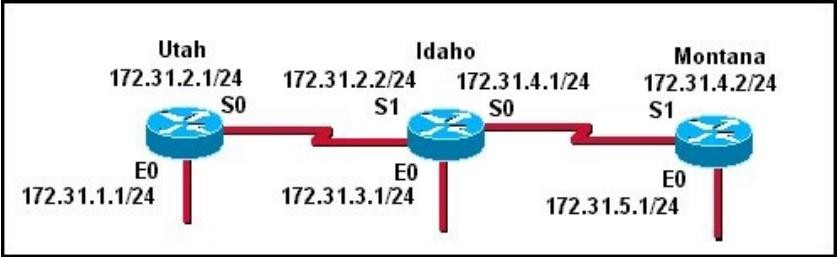 Utah
172.31.2.1/24
S0
E0
172.31.1.1/24
Idaho
172.31.2.2/24
172.31.4.1/24
S1
S0
E0
172.31.3.1/24
Montana
172.31.4.2/24
S1
E0
172.31.5.1/24